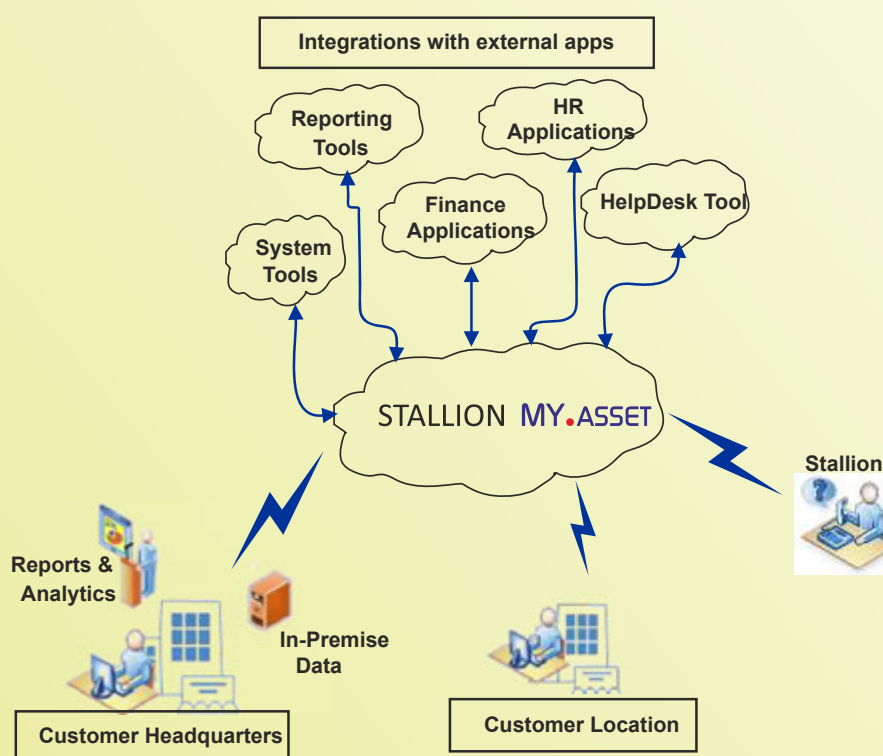 Integrations with external apps
Reporting
Tools
HR
Applications
Finance
Applications
HelpDesk Tool
System
Tools
STALLION MY.ASSET
Stallion
Reports &
Analytics
In-Premise
Data
Customer Headquarters
Customer Location